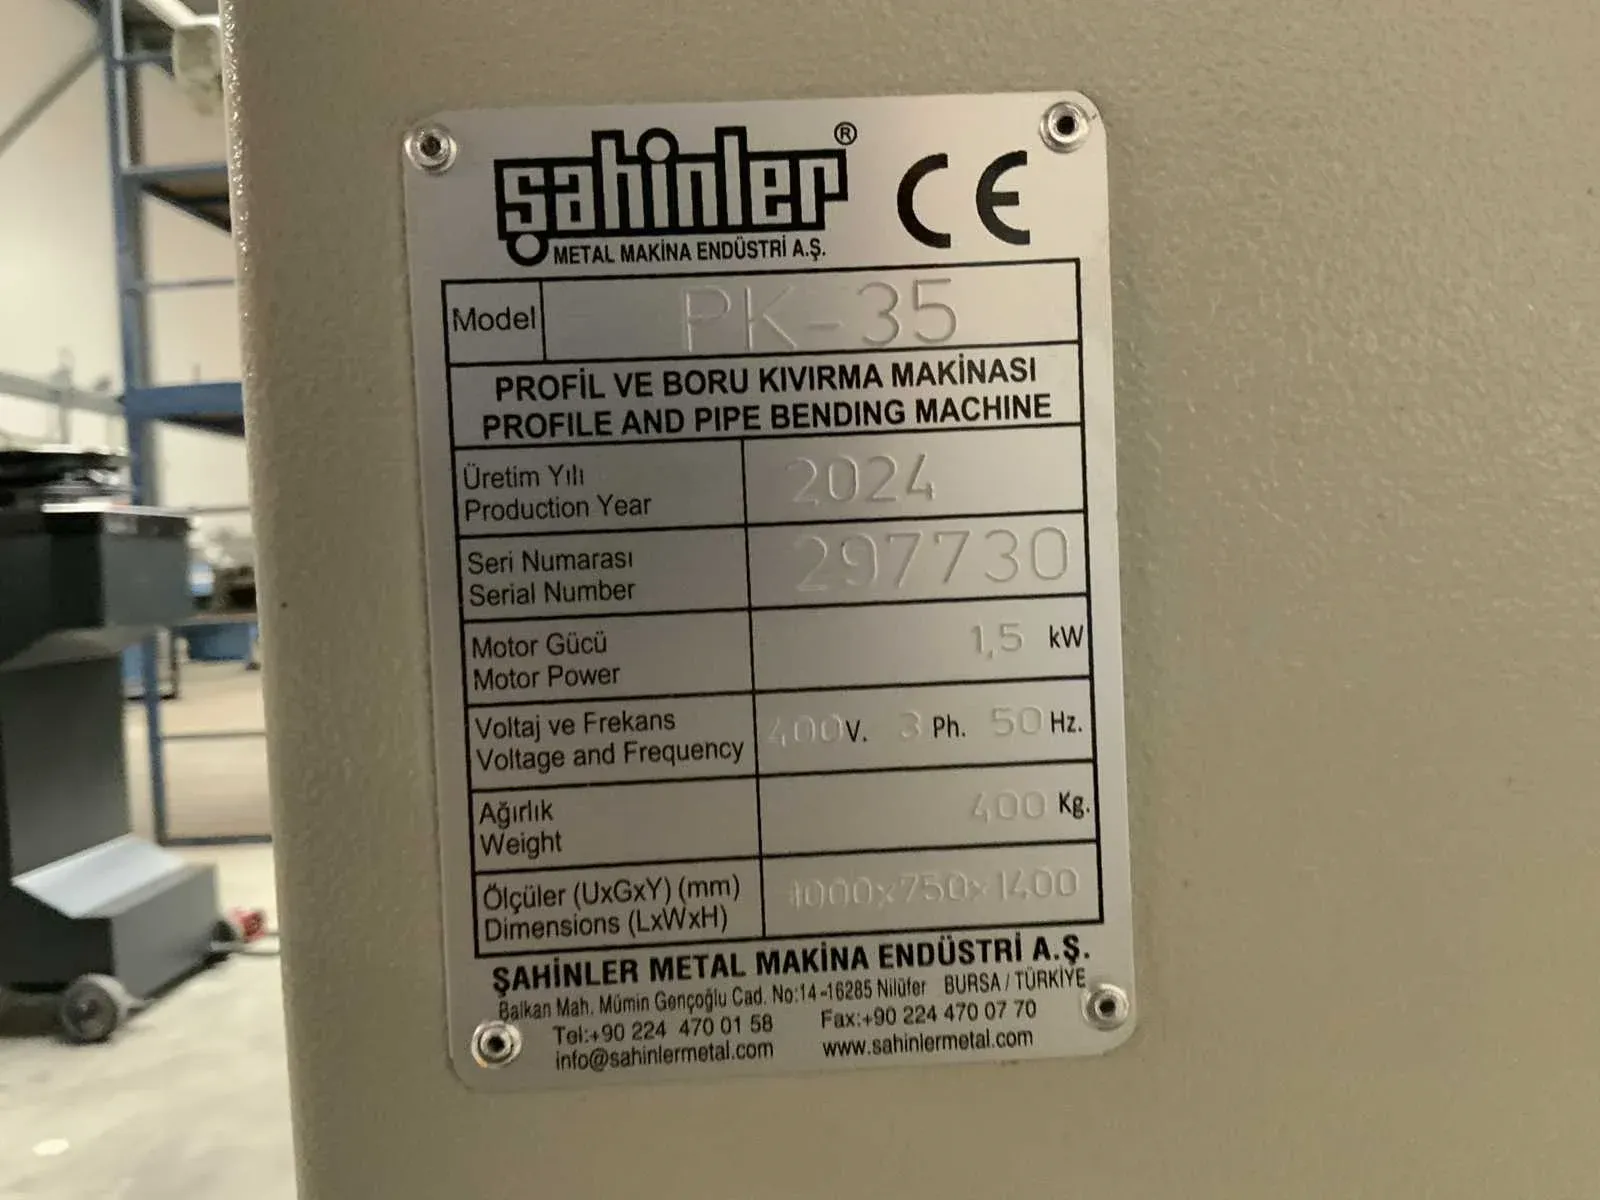 şahinler®
CE
METAL MAKİNA ENDÜSTRİ A.Ş.
Model PK-35
PROFİL VE BORU KIVIRMA MAKİNASI
PROFILE AND PIPE BENDING MACHINE
Üretim Yılı
Production Year
2024
Seri Numarası
Serial Number
297730
Motor Gücü
Motor Power
1,5 kW
Voltaj ve Frekans
Voltage and Frequency
400 V. 3 Ph. 50 Hz.
Ağırlık
Weight
400 Kg.
Ölçüler (UxGxY) (mm)
Dimensions (LxWxH)
1000x750x1400
ŞAHİNLER METAL MAKİNA ENDÜSTRİ A.Ş.
Balkan Mah. Mümin Gençoğlu Cad. No:14-16285 Nilüfer BURSA / TÜRKİYE
Tel:+90 224 470 01 58 Fax:+90 224 470 07 70
info@sahinlermetal.com www.sahinlermetal.com